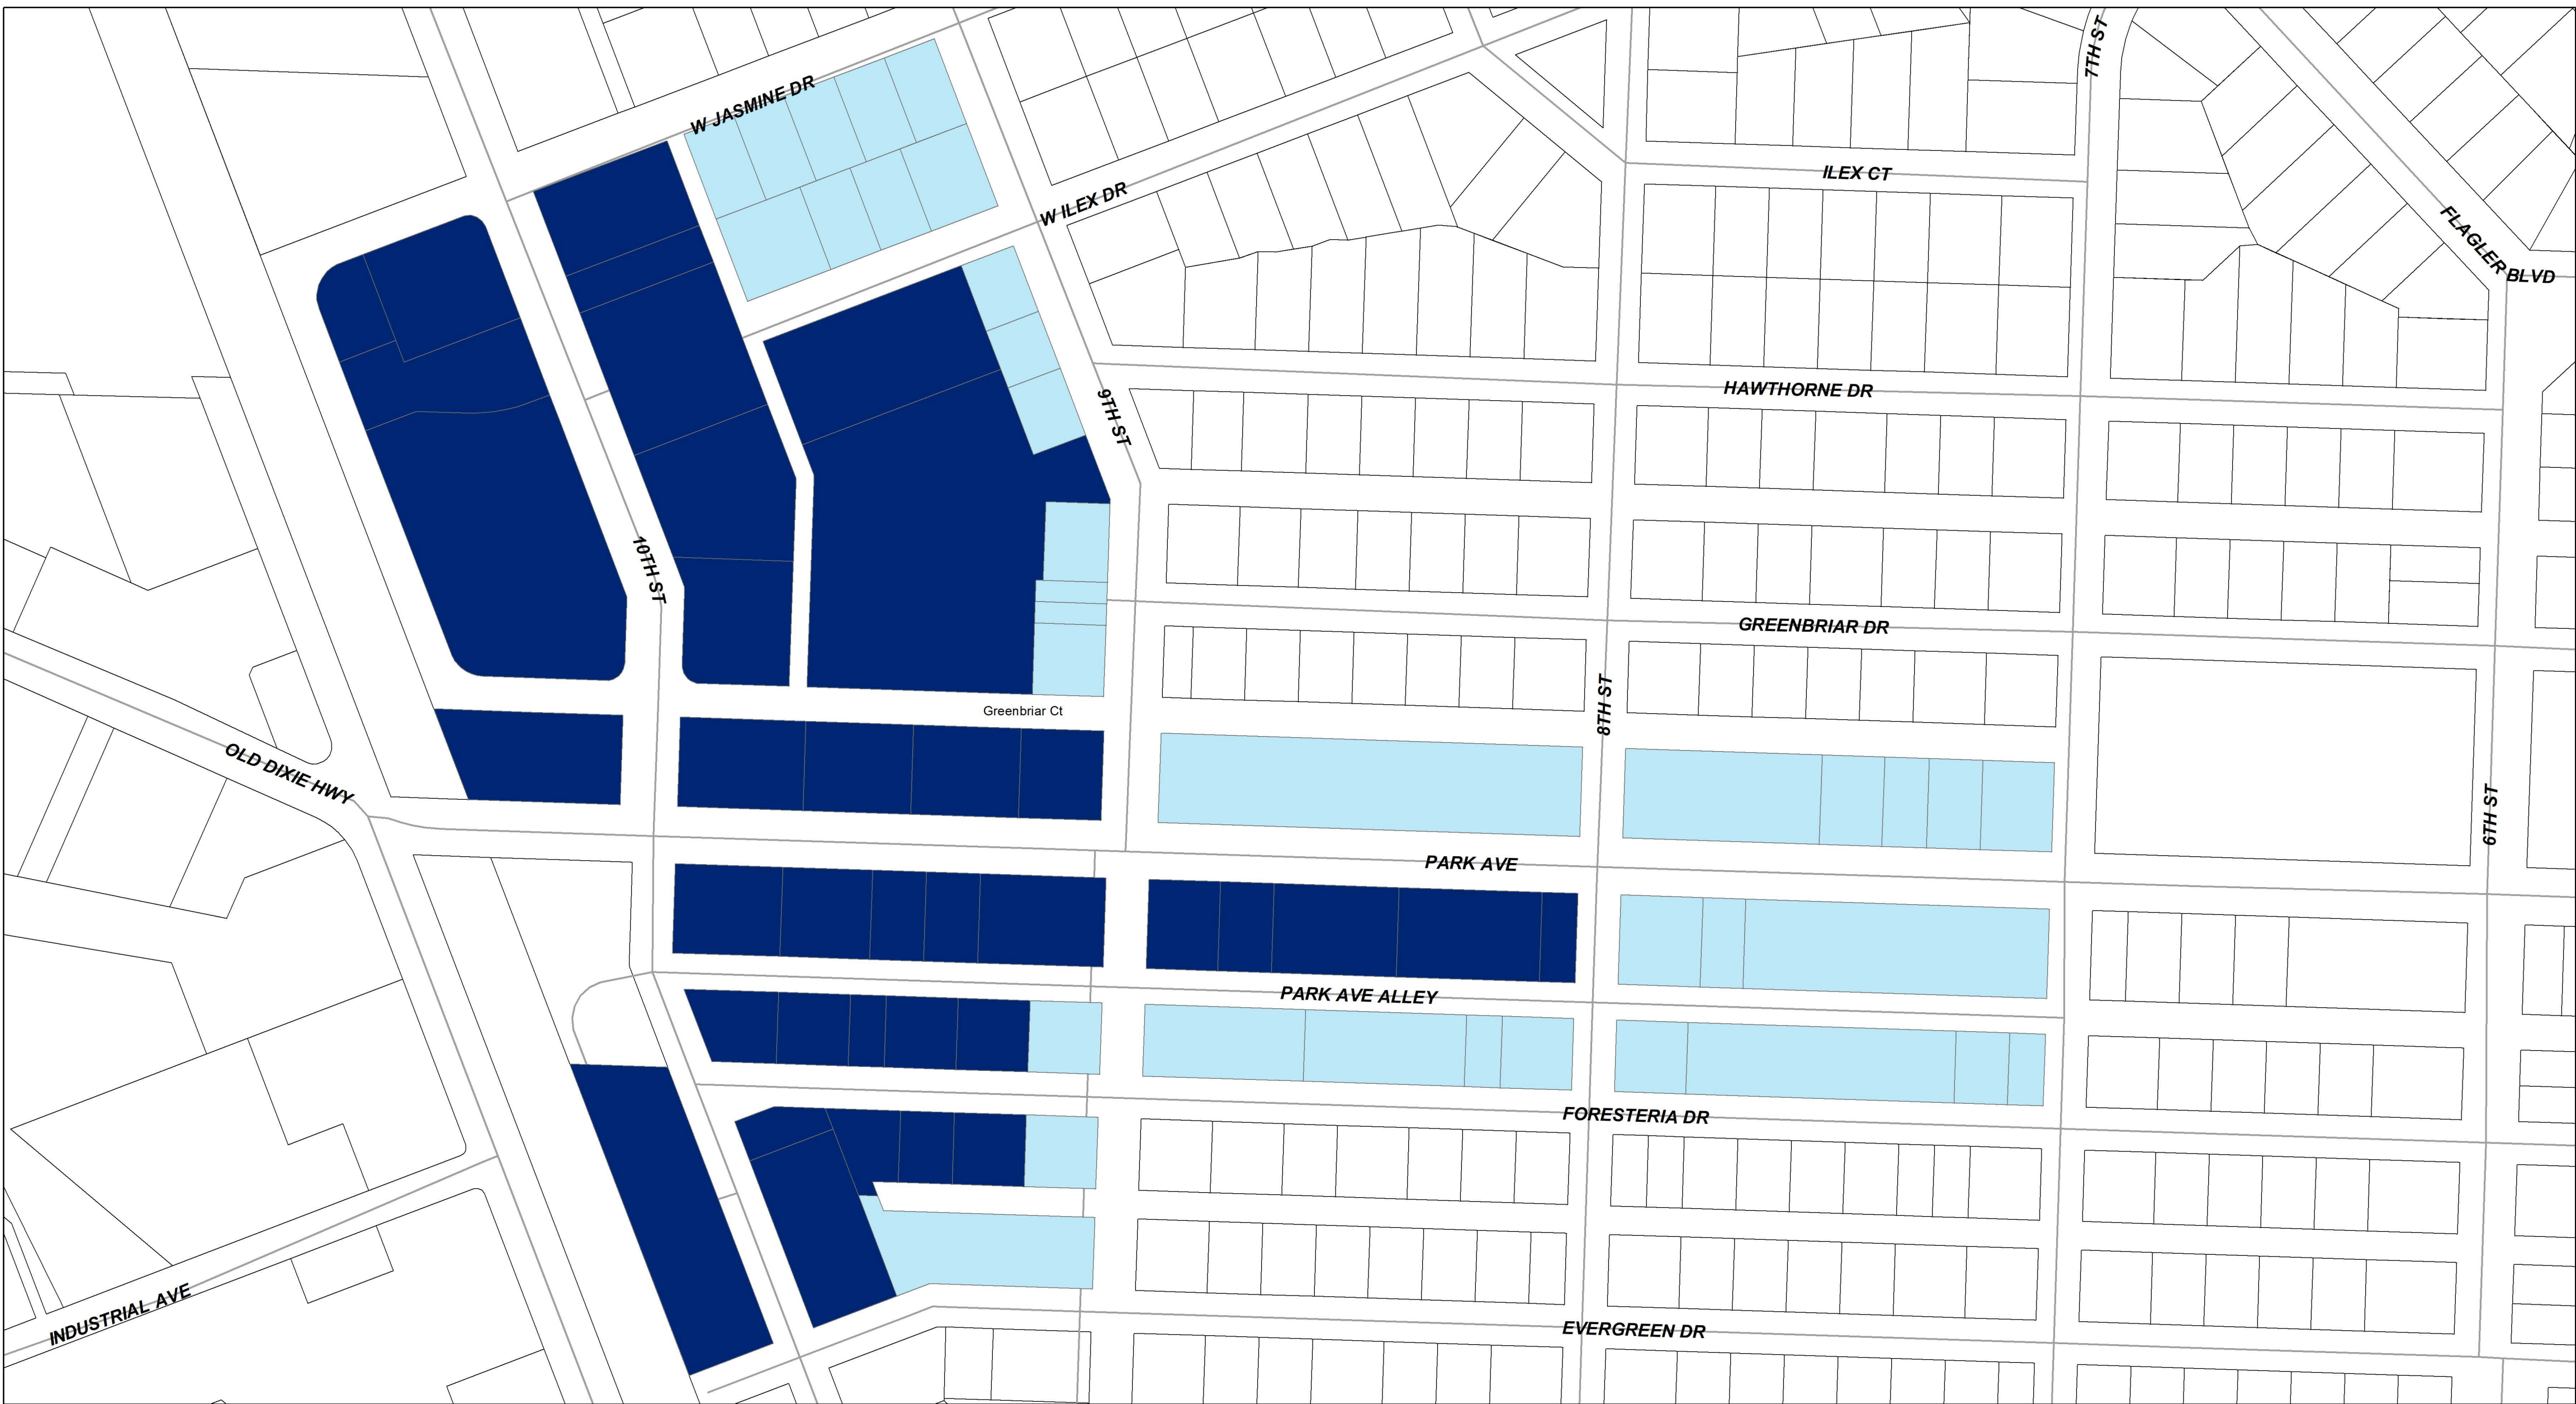 7TH ST
W JASMINE DR
ILEX CT
W ILEX DR
FLAGLER BLVD
HAWTHORNE DR
9TH ST
10TH ST
GREENBRIAR DR
8TH ST
Greenbriar Ct
OLD DIXIE HWY
6TH ST
PARK AVE
PARK AVE ALLEY
FORESTERIA DR
INDUSTRIAL AVE
EVERGREEN DR